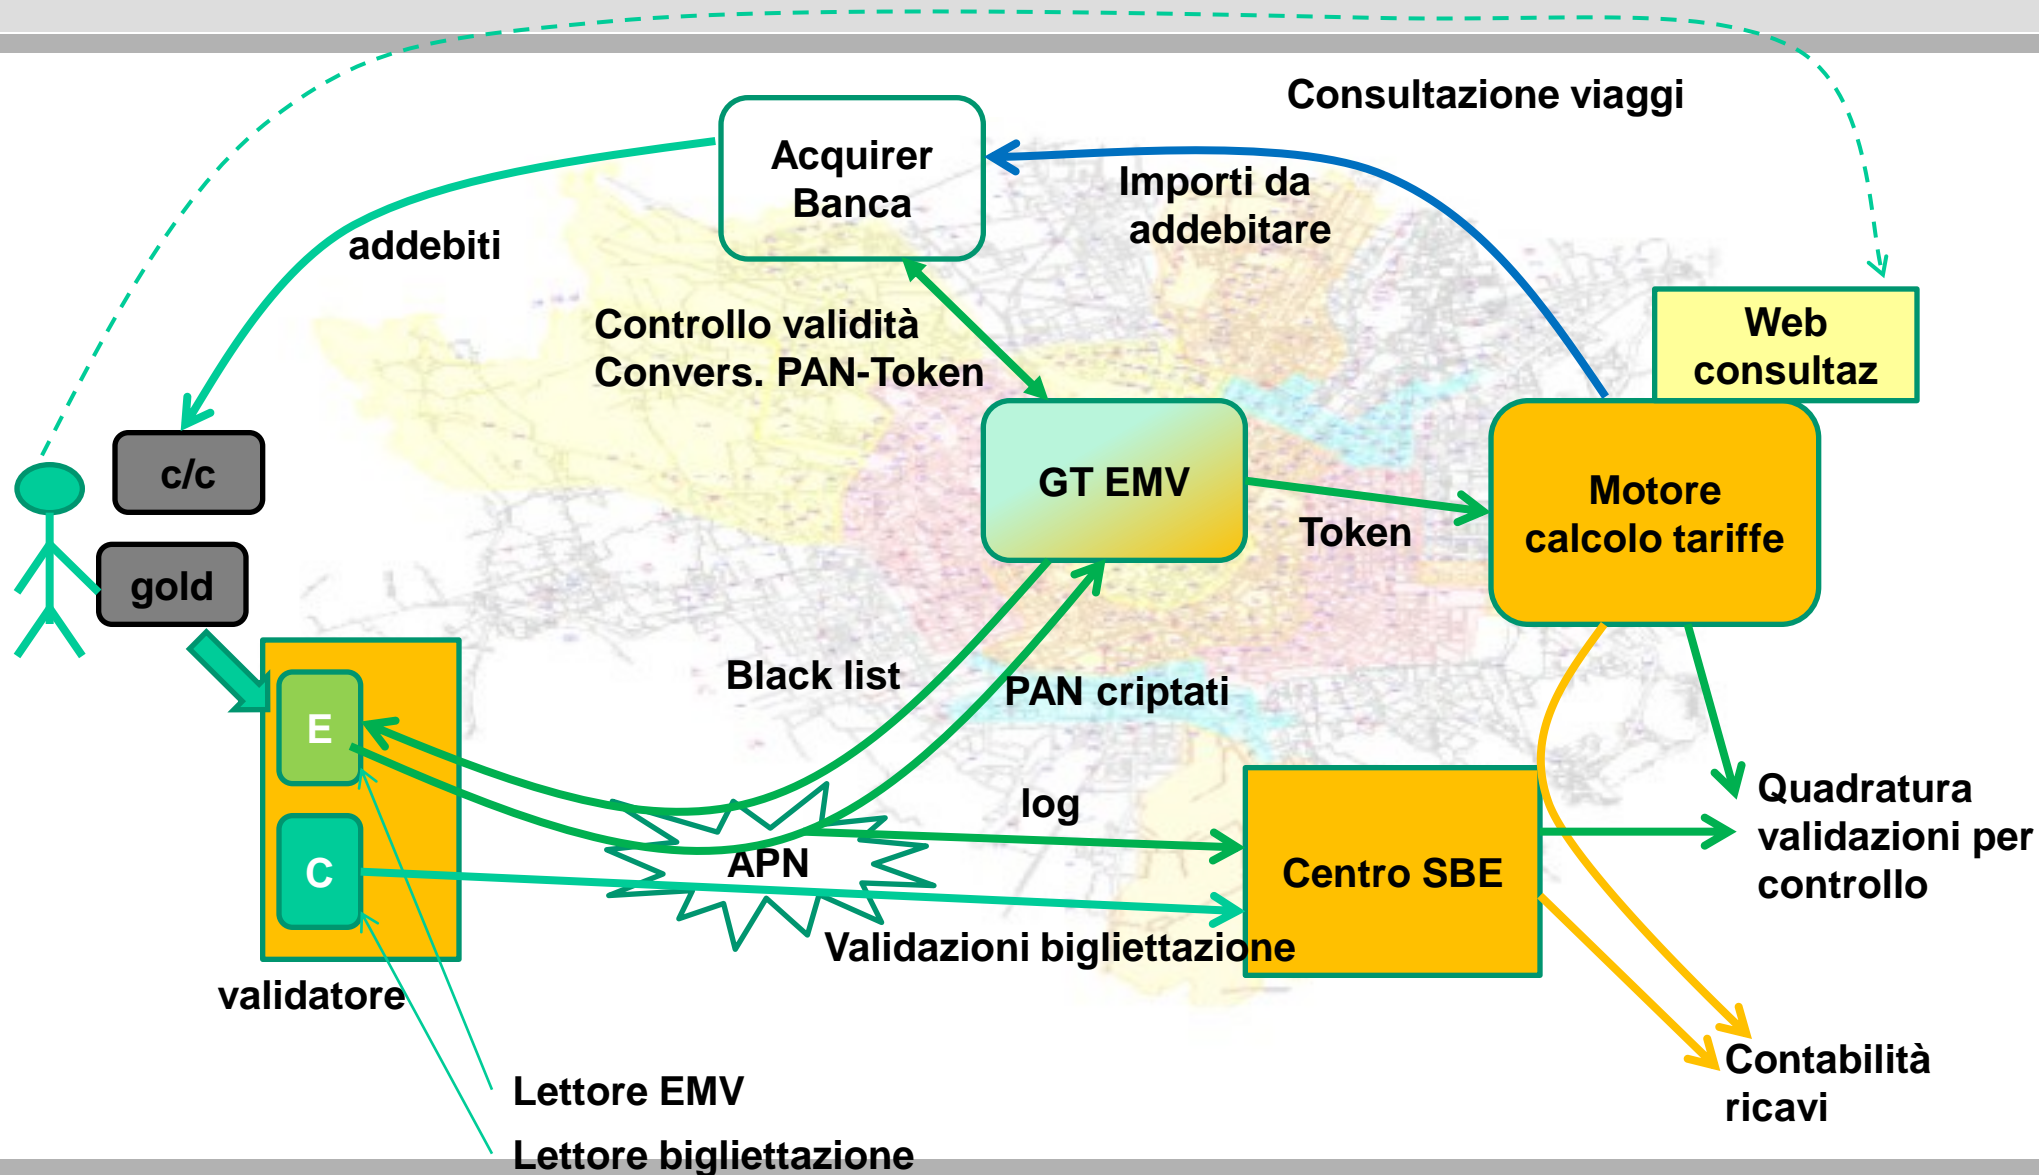 Consultazione viaggi
Acquirer
Banca
Importi da
addebitare
addebiti
Controllo validità
Convers. PAN-Token
Web
consultaz
c/c
gold
GT EMV
Token
Motore
calcolo tariffe
Black list
PAN criptati
E
C
APN
log
Centro SBE
Validazioni bigliettazione
Quadratura
validazioni per
controllo
validatore
Contabilità
ricavi
Lettore EMV
Lettore bigliettazione